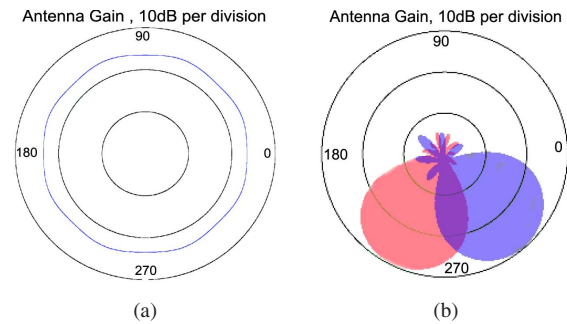 Antenna Gain , 10dB per division
90
180
0
270
(a)
Antenna Gain, 10dB per division
90
180
0
270
(b)